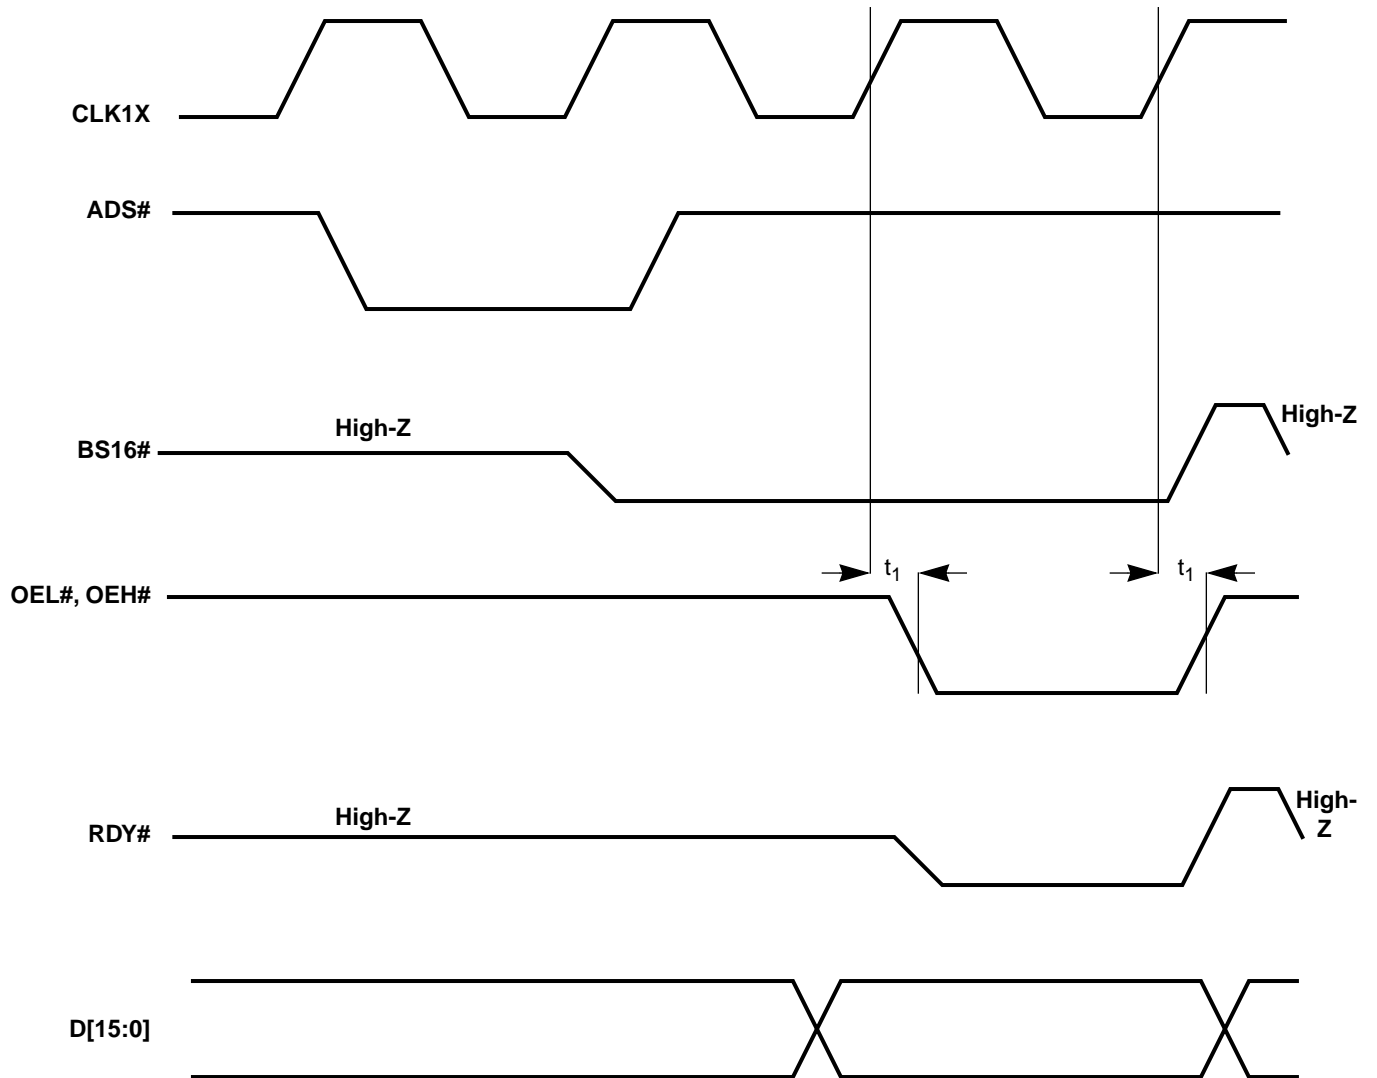 CLK1X
ADS#
High-Z
High-Z
BS16#
t1
t1
OEL#, OEH#
High-Z
High-
Z
RDY#
D[15:0]